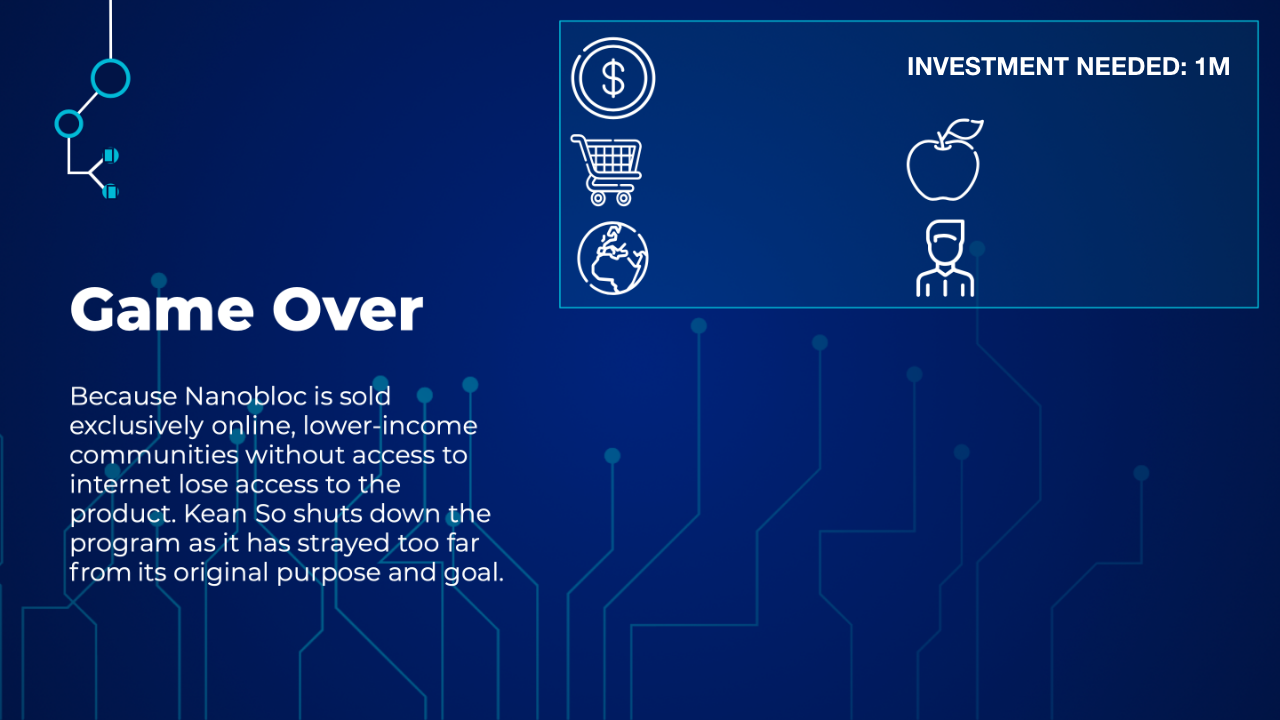 INVESTMENT NEEDED: 1M
Game Over
Because Nanobloc is sold
exclusively online, lower-income
communities without access to
internet lose access to the
product. Kean So shuts down the
program as it has strayed too far
from its original purpose and goal.